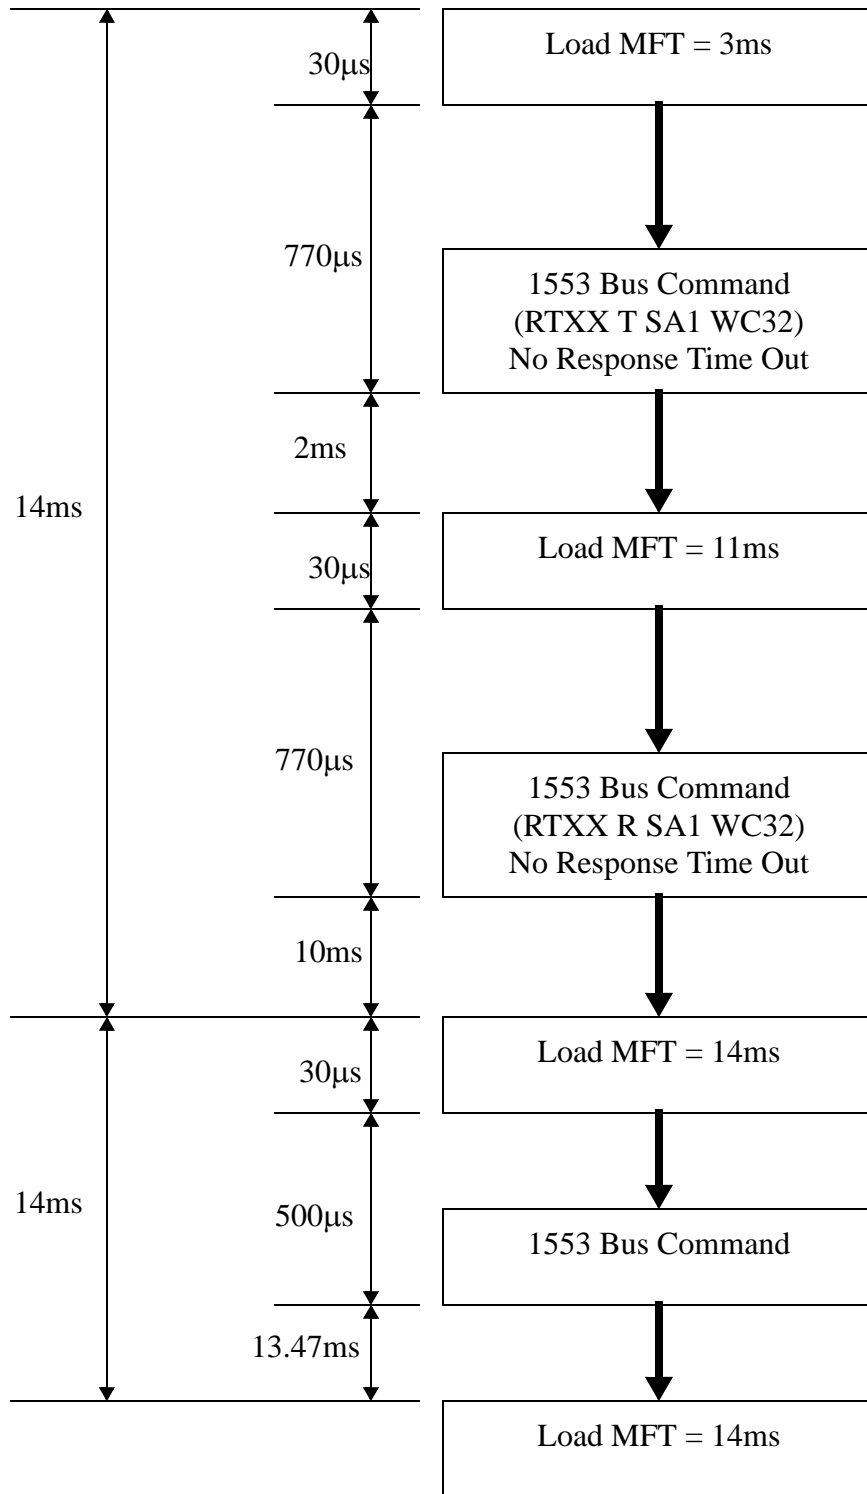 Load MFT = 3ms
30μs
770μs
1553 Bus Command
(RTXX T SA1 WC32)
No Response Time Out
2ms
14ms
Load MFT = 11ms
30μs
770μs
1553 Bus Command
(RTXX R SA1 WC32)
No Response Time Out
10ms
Load MFT = 14ms
30μs
14ms
500μs
1553 Bus Command
13.47ms
Load MFT = 14ms